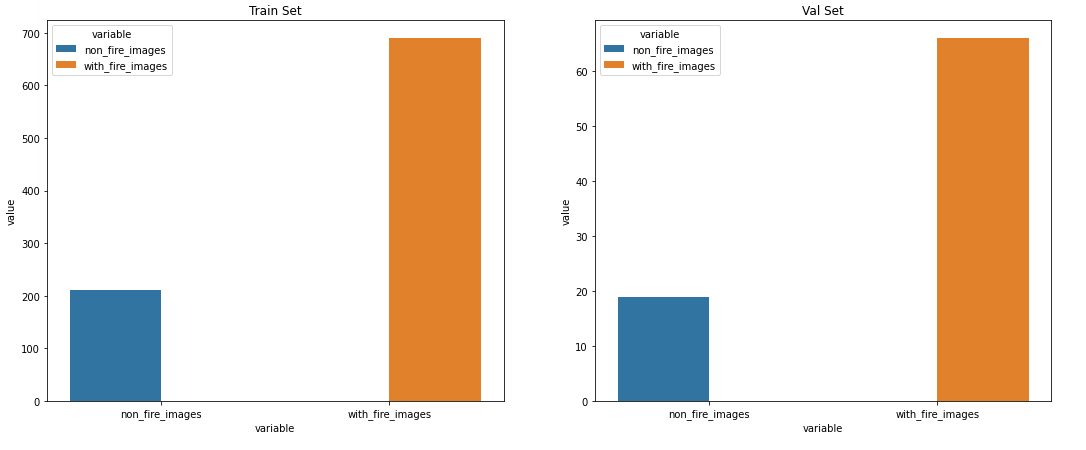 Train Set
variable
non_fire_images
with_fire_images
700
600
500
400
300
200
100
0
value
non_fire_images
with_fire_images
variable
Val Set
variable
non_fire_images
with_fire_images
60
50
40
30
20
10
0
value
non_fire_images
with_fire_images
variable